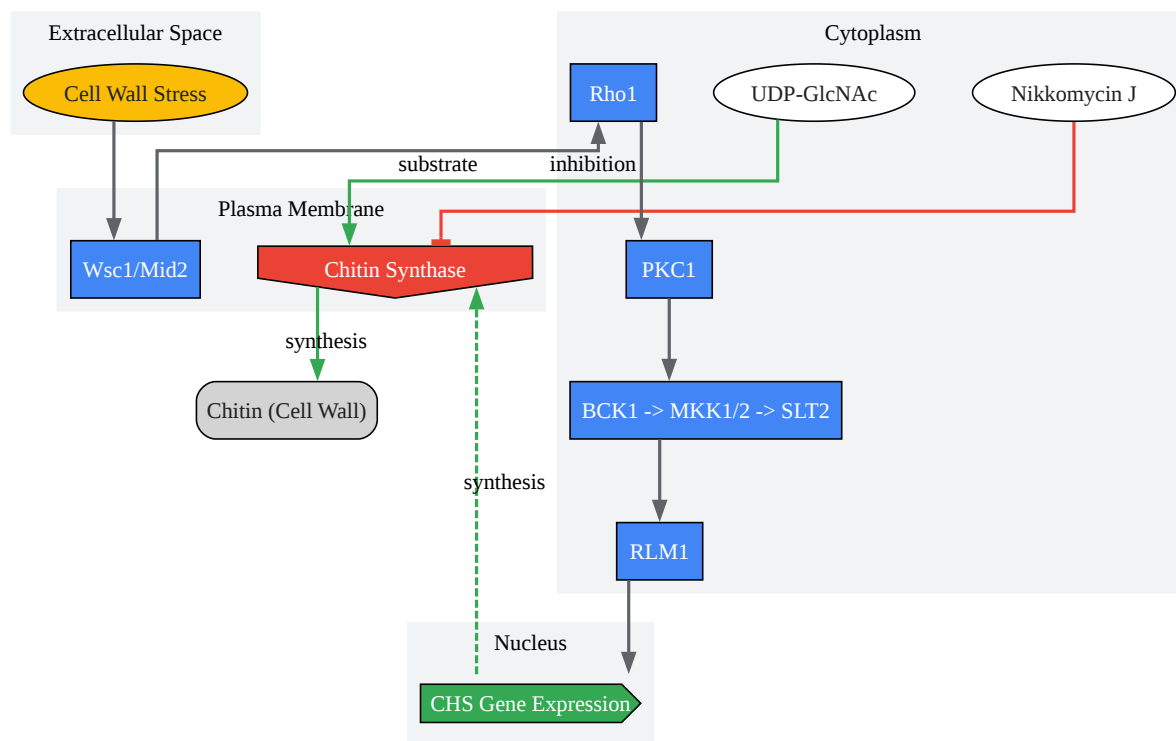 Extracellular Space
Cytoplasm
Cell Wall Stress
Rho1
UDP-GlcNAc
Nikkomycin J
substrate
inhibition
Plasma Membrane
Wsc1/Mid2
Chitin Synthase
PKC1
synthesis
Chitin (Cell Wall)
BCK1 -> MKK1/2 -> SLT2
synthesis
RLM1
Nucleus
CHS Gene Expression